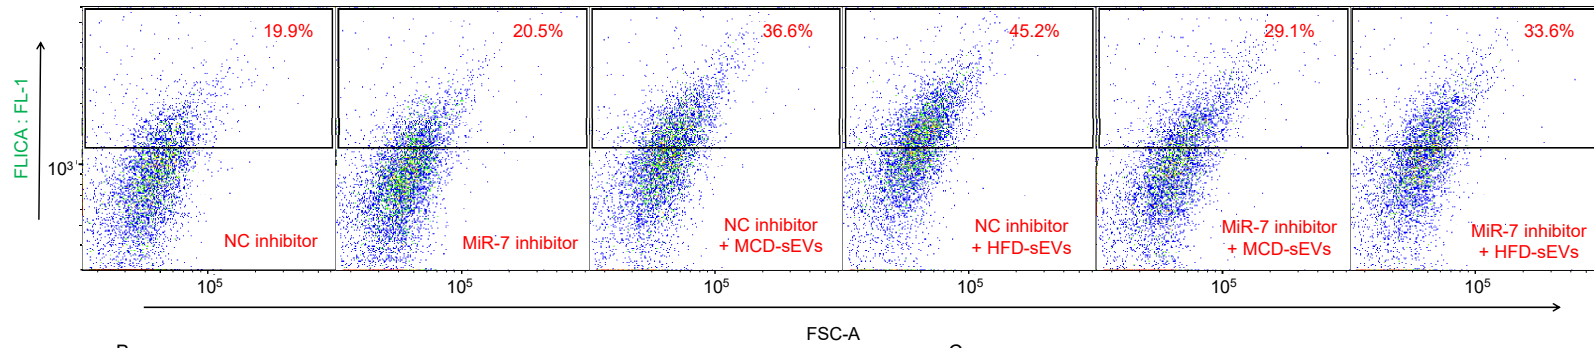 19.9%
20.5%
36.6%
45.2%
29.1%
33.6%
FLICA : FL-1
10³
NC inhibitor
MiR-7 inhibitor
NC inhibitor
+ MCD-sEVs
NC inhibitor
+ HFD-sEVs
MiR-7 inhibitor
+ MCD-sEVs
MiR-7 inhibitor
+ HFD-sEVs
10⁵
10⁵
10⁵
10⁵
10⁵
10⁵
FSC-A